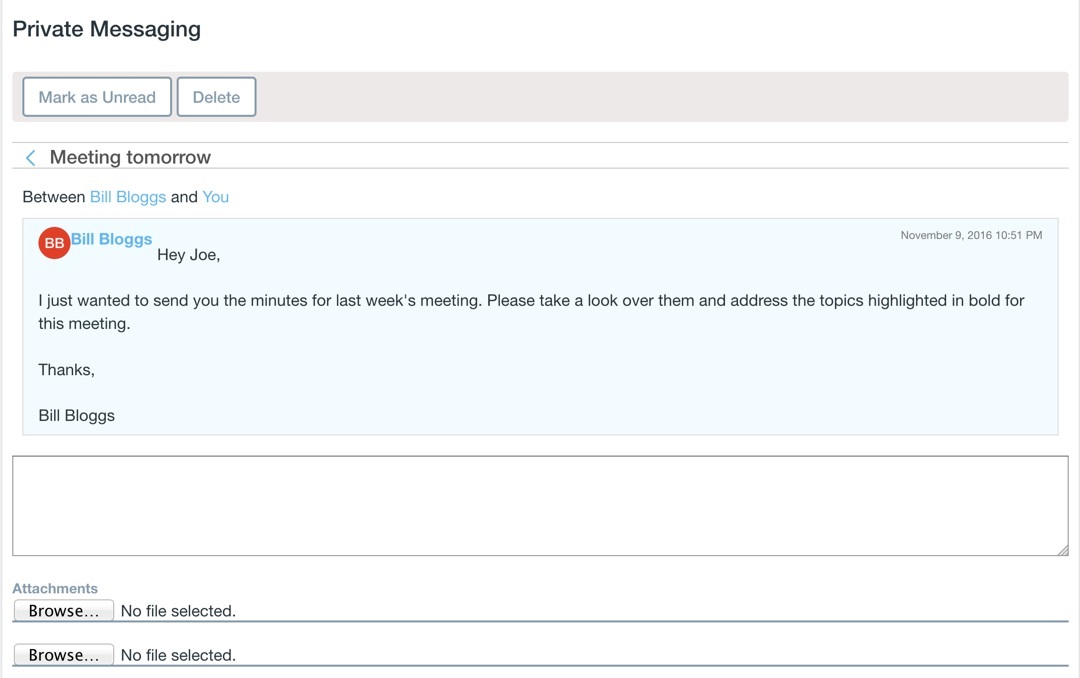 Private Messaging
Mark as Unread Delete
Meeting tomorrow
Between Bill Bloggs and You
BB Bill Bloggs November 9, 2016 10:51 PM
Hey Joe,
I just wanted to send you the minutes for last week's meeting. Please take a look over them and address the topics highlighted in bold for
this meeting.
Thanks,
Bill Bloggs
Attachments
Browse... No file selected.
Browse... No file selected.